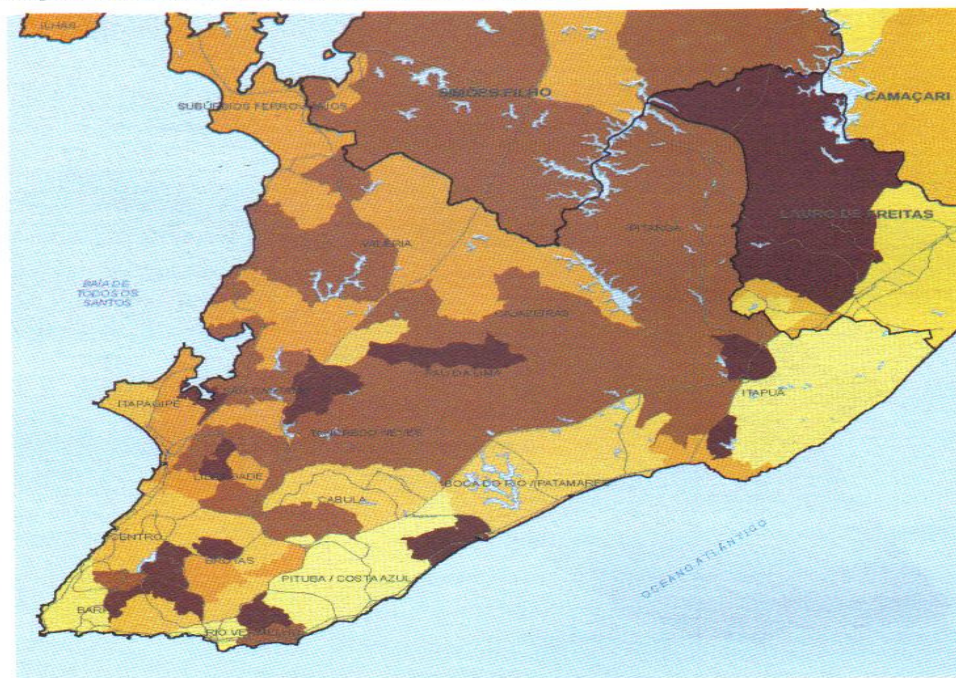 ILHAS
SUBÚRBIOS FERROVIÁRIOS
SIMÕES FILHO
CAMAÇARI
LAURO DE FREITAS
IPITANGA
VALÉRIA
BAÍA DE
TODOS OS
SANTOS
CAJAZEIRAS
PAU DA LIMA
ITAPUÃ
ITAPAGIPE
TANCREDO NEVES
LIBERDADE
BOCA DO RIO / PATAMARES
CABULA
CENTRO
BROTAS
PITUBA / COSTA AZUL
OCEANO ATLÂNTICO
BARRA
RIO VERMELHO